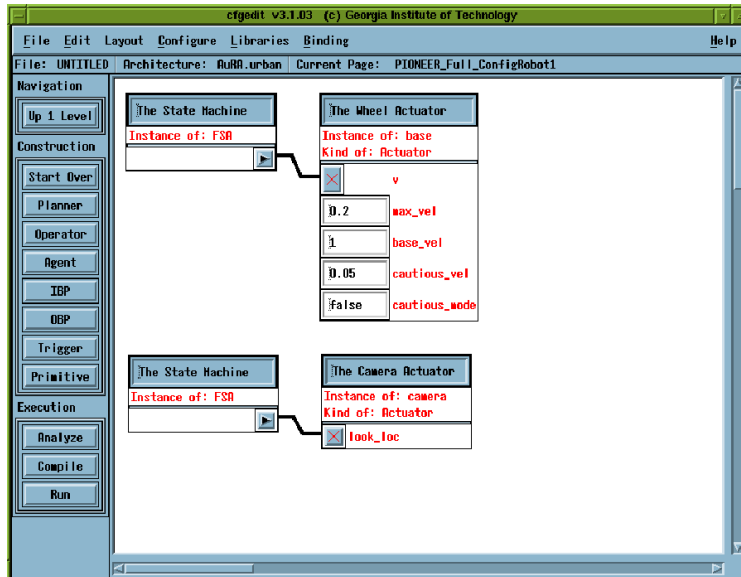 cfgedit v3.1.03 (c) Georgia Institute of Technology
File Edit Layout Configure Libraries Binding Help
File: UNTITLED Architecture: AuRA.urban Current Page: PIONEER_Full_ConfigRobot1
Navigation
Up 1 Level
Construction
Start Over
Planner
Operator
Agent
IBP
OBP
Trigger
Primitive
Execution
Analyze
Compile
Run
The State Machine
Instance of: FSA
The Wheel Actuator
Instance of: base
Kind of: Actuator
v
0.2 max_vel
1 base_vel
0.05 cautious_vel
false cautious_mode
The State Machine
Instance of: FSA
The Camera Actuator
Instance of: camera
Kind of: Actuator
look_loc